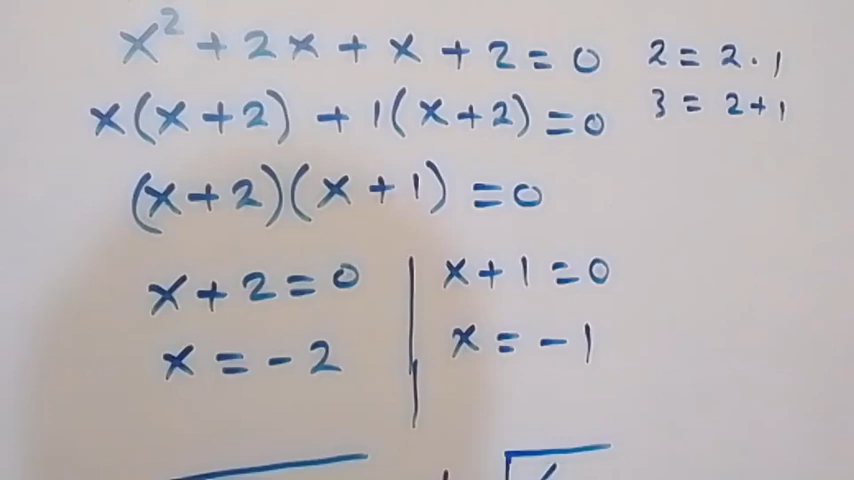 x² + 2x + x + 2 = 0
2 = 2 · 1
x(x + 2) + 1(x + 2) = 0
3 = 2 + 1
(x + 2)(x + 1) = 0
x + 2 = 0
x = - 2
x + 1 = 0
x = - 1